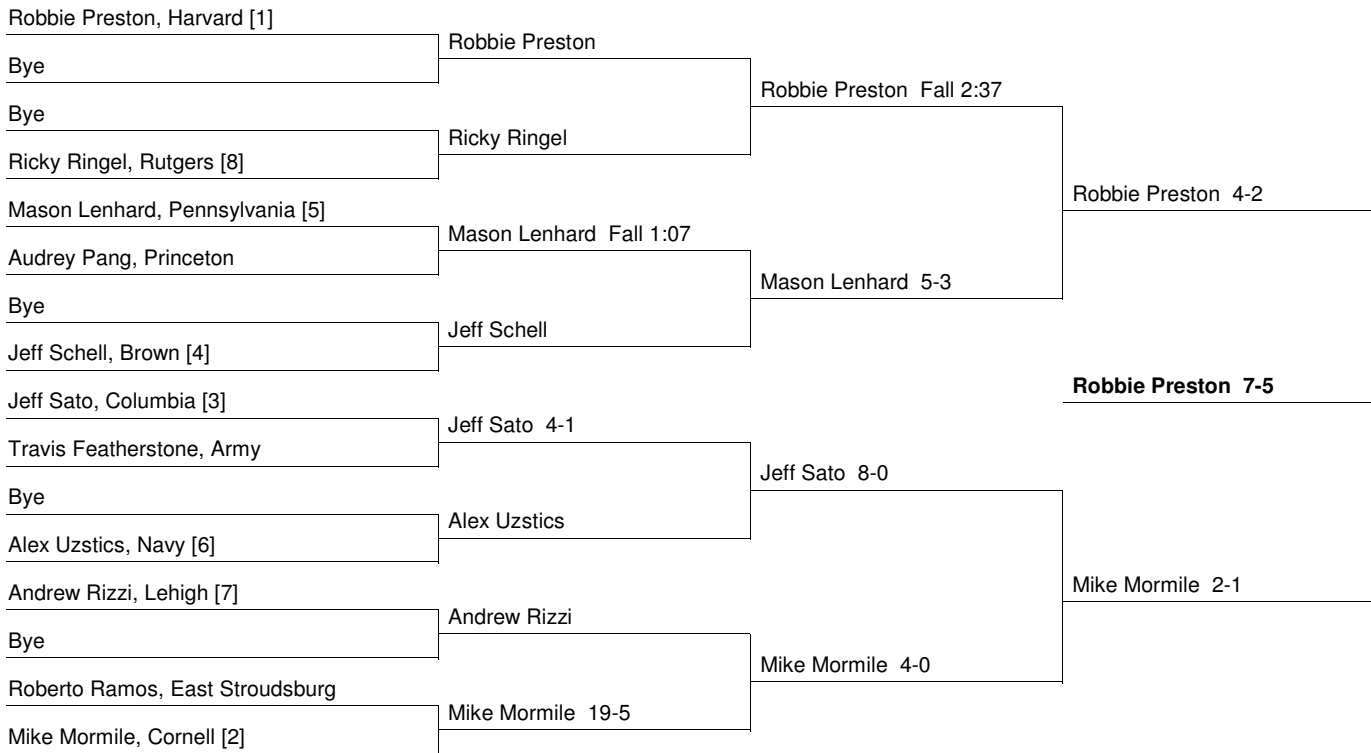 Robbie Preston, Harvard [1]
Bye
Bye
Ricky Ringel, Rutgers [8]
Mason Lenhard, Pennsylvania [5]
Audrey Pang, Princeton
Bye
Jeff Schell, Brown [4]
Jeff Sato, Columbia [3]
Travis Featherstone, Army
Bye
Alex Uzstics, Navy [6]
Andrew Rizzi, Lehigh [7]
Bye
Roberto Ramos, East Stroudsburg
Mike Mormile, Cornell [2]
Robbie Preston
Ricky Ringel
Mason Lenhard Fall 1:07
Jeff Schell
Jeff Sato 4-1
Alex Uzstics
Andrew Rizzi
Mike Mormile 19-5
Robbie Preston Fall 2:37
Mason Lenhard 5-3
Jeff Sato 8-0
Mike Mormile 4-0
Robbie Preston 4-2
Mike Mormile 2-1
Robbie Preston 7-5